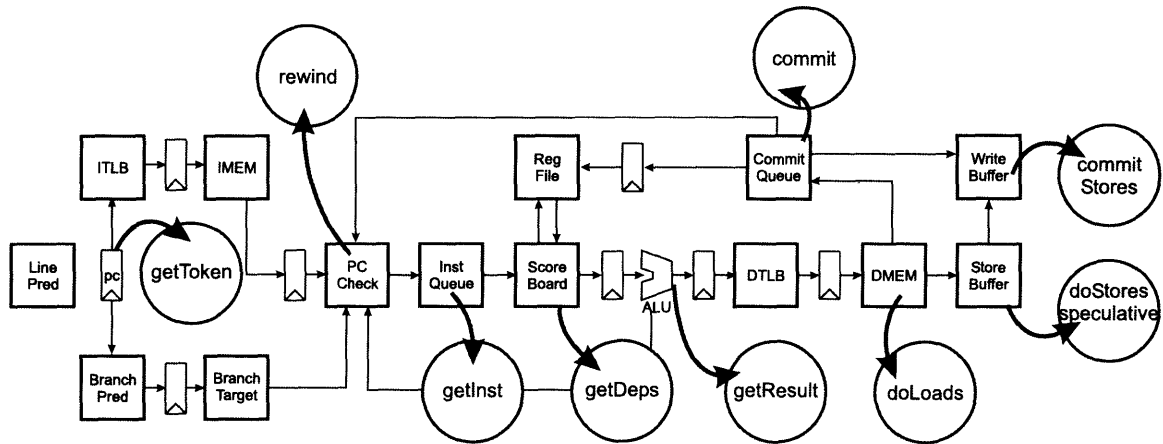 rewind
commit
ITLB
IMEM
Reg
File
Commit
Queue
Write
Buffer
commit
Stores
Line
Pred
pc
getToken
PC
Check
Inst
Queue
Score
Board
ALU
DTLB
DMEM
Store
Buffer
doStores
speculative
Branch
Pred
Branch
Target
getInst
getDeps
getResult
doLoads